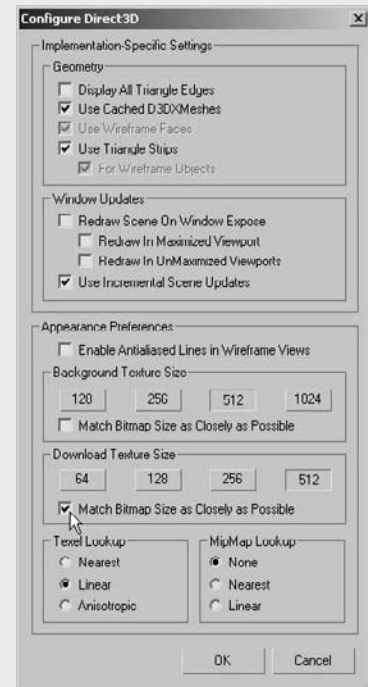 Configure Direct3D
Implementation-Specific Settings
Geometry
Display All Triangle Edges
Use Cached D3DXMeshes
Use Wireframe Faces
Use Triangle Strips
For Wireframe Objects
Window Updates
Redraw Scene On Window Expose
Redraw In Maximized Viewport
Redraw In UnMaximized Viewports
Use Incremental Scene Updates
Appearance Preferences
Enable Antialiased Lines in Wireframe Views
Background Texture Size
128 256 512 1024
Match Bitmap Size as Closely as Possible
Download Texture Size
64 128 256 512
Match Bitmap Size as Closely as Possible
Texel Lookup
Nearest
Linear
Anisotropic
MipMap Lookup
None
Nearest
Linear
OK Cancel